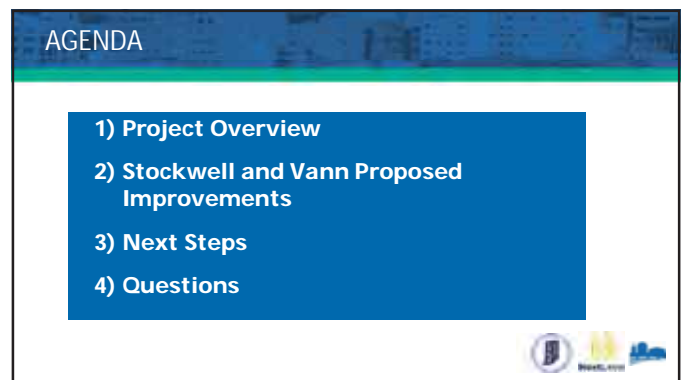 AGENDA
1) Project Overview
2) Stockwell and Vann Proposed
Improvements
3) Next Steps
4) Questions